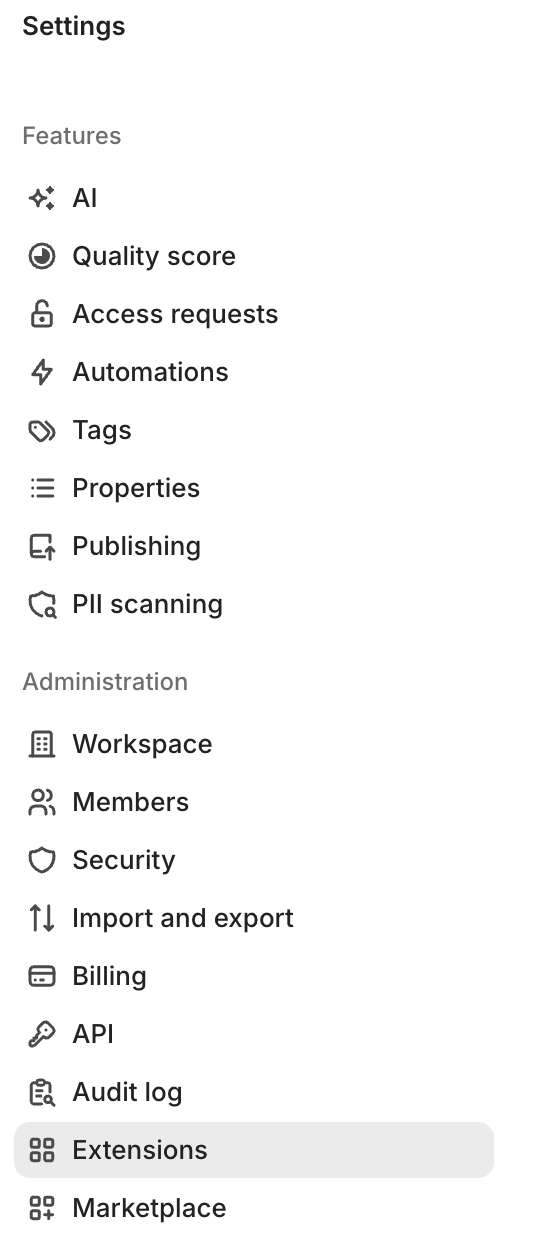 Settings
Features
AI
Quality score
Access requests
Automations
Tags
Properties
Publishing
PII scanning
Administration
Workspace
Members
Security
Import and export
Billing
API
Audit log
Extensions
Marketplace